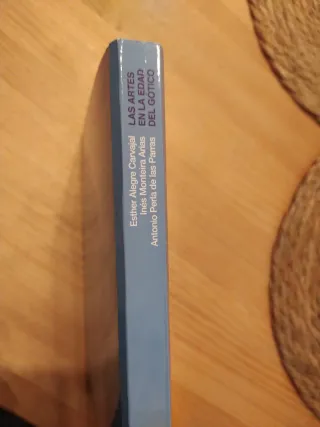 LAS ARTES
EN LA EDAD
DEL GÓTICO
Esther Alegre Carvajal
Inés Monteira Arias
Antonio Perla de las Parras